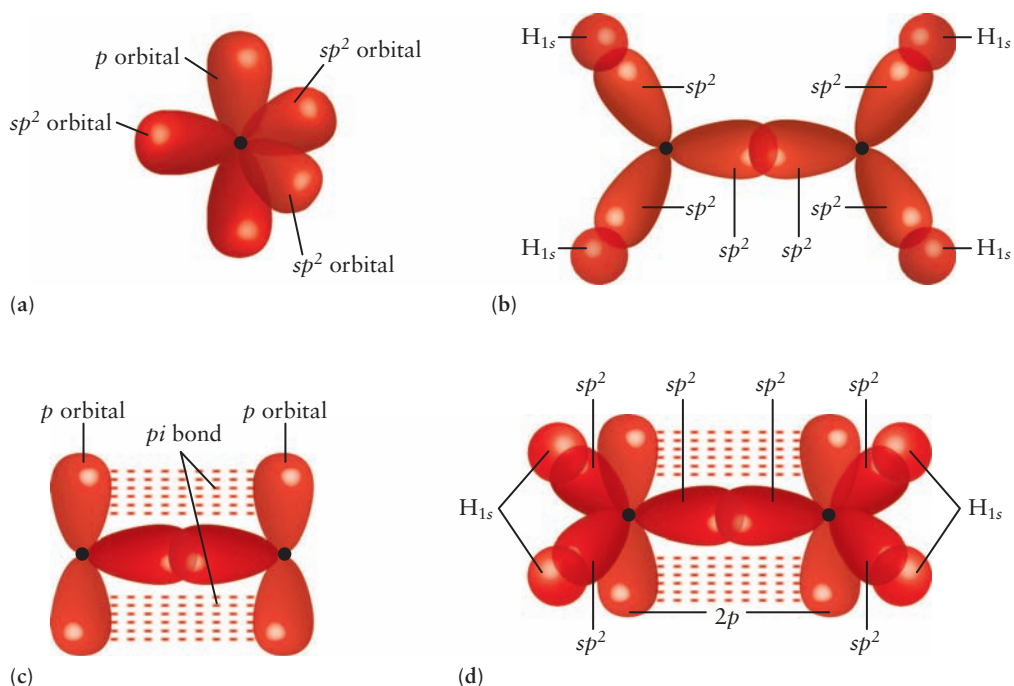 p orbital
sp² orbital
sp² orbital
sp² orbital
(a)
H₁ₛ
H₁ₛ
sp²
sp²
sp²
sp²
sp²
sp²
H₁ₛ
H₁ₛ
(b)
p orbital
p orbital
pi bond
(c)
sp²
sp²
sp²
sp²
H₁ₛ
H₁ₛ
2p
sp²
sp²
(d)